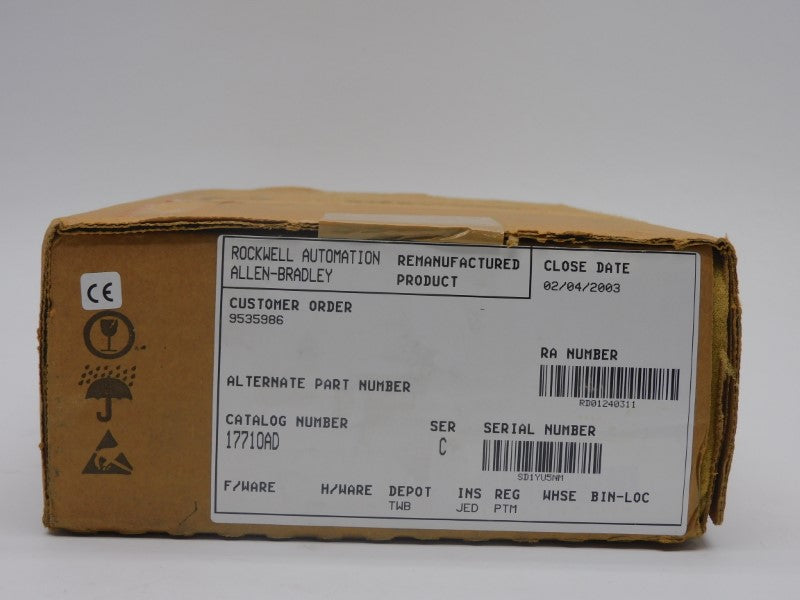 ROCKWELL AUTOMATION
ALLEN-BRADLEY
REMANUFACTURED
PRODUCT
CLOSE DATE
02/04/2003
CE
CUSTOMER ORDER
9535986
RA NUMBER
RD01240311
ALTERNATE PART NUMBER
CATALOG NUMBER
1771OAD
SER
C
SERIAL NUMBER
SD1YU5NM
F/WARE H/WARE DEPOT INS REG WHSE BIN-LOC
TWB JED PTM